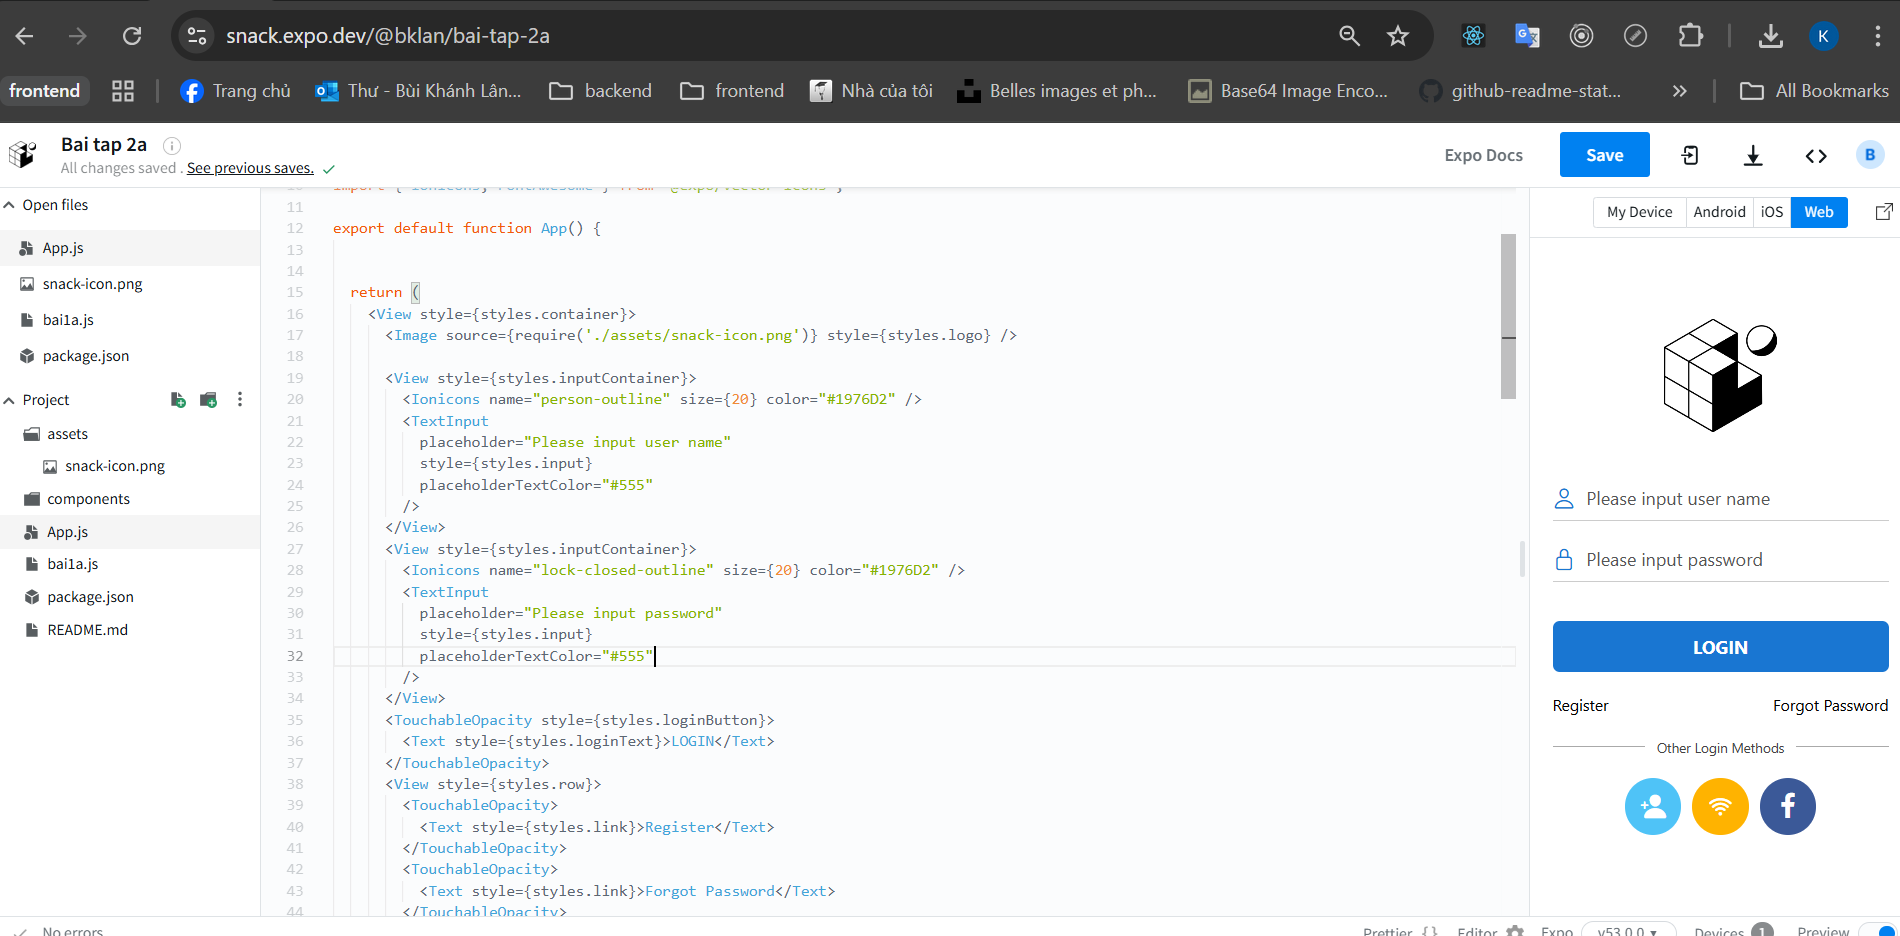 snack.expo.dev/@bklan/bai-tap-2a
K
frontend
Trang chủ
Thư - Bùi Khánh Lân...
backend
frontend
Nhà của tôi
Belles images et ph...
Base64 Image Enco...
github-readme-stat...
All Bookmarks
Bai tap 2a
All changes saved . See previous saves.
Expo Docs
Save
B
Open files
App.js
snack-icon.png
bai1a.js
package.json
Project
assets
snack-icon.png
components
App.js
bai1a.js
package.json
README.md
10 import { Ionicons, FontAwesome } from '@expo/vector-icons';
11
12 export default function App() {
13
14
15 return (
16 <View style={styles.container}>
17 <Image source={require('./assets/snack-icon.png')} style={styles.logo} />
18
19 <View style={styles.inputContainer}>
20 <Ionicons name="person-outline" size={20} color="#1976D2" />
21 <TextInput
22 placeholder="Please input user name"
23 style={styles.input}
24 placeholderTextColor="#555"
25 />
26 </View>
27 <View style={styles.inputContainer}>
28 <Ionicons name="lock-closed-outline" size={20} color="#1976D2" />
29 <TextInput
30 placeholder="Please input password"
31 style={styles.input}
32 placeholderTextColor="#555"
33 />
34 </View>
35 <TouchableOpacity style={styles.loginButton}>
36 <Text style={styles.loginText}>LOGIN</Text>
37 </TouchableOpacity>
38 <View style={styles.row}>
39 <TouchableOpacity>
40 <Text style={styles.link}>Register</Text>
41 </TouchableOpacity>
42 <TouchableOpacity>
43 <Text style={styles.link}>Forgot Password</Text>
44 </TouchableOpacity>
My Device
Android
iOS
Web
Please input user name
Please input password
LOGIN
Register
Forgot Password
Other Login Methods
No errors
Prettier {}
Editor
Expo
v53.0.0
Devices 1
Preview